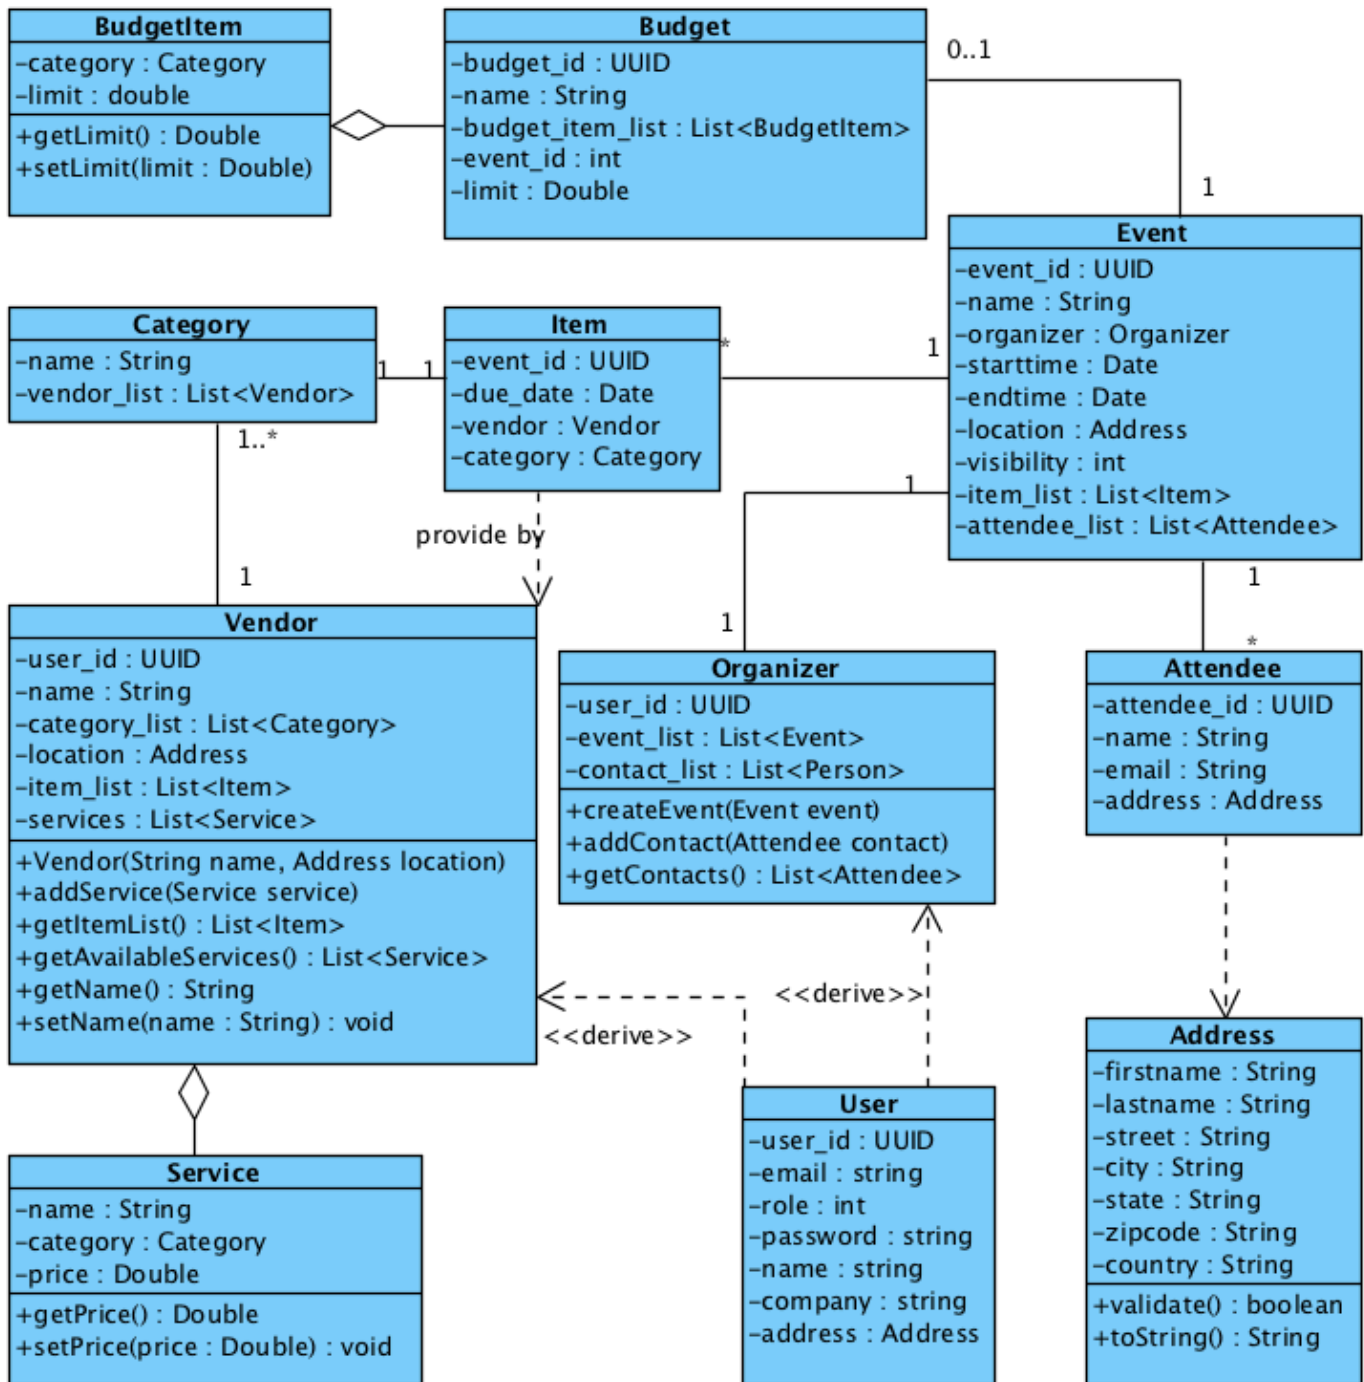 BudgetItem
–category : Category
–limit : double
+getLimit() : Double
+setLimit(limit : Double)
Budget
–budget_id : UUID
–name : String
–budget_item_list : List<BudgetItem>
–event_id : int
–limit : Double
0..1
1
Event
–event_id : UUID
–name : String
–organizer : Organizer
–starttime : Date
–endtime : Date
–location : Address
–visibility : int
–item_list : List<Item>
–attendee_list : List<Attendee>
Category
–name : String
–vendor_list : List<Vendor>
1
1
Item
–event_id : UUID
–due_date : Date
–vendor : Vendor
–category : Category
*
1
1..*
1
provide by
1
1
1
*
Vendor
–user_id : UUID
–name : String
–category_list : List<Category>
–location : Address
–item_list : List<Item>
–services : List<Service>
+Vendor(String name, Address location)
+addService(Service service)
+getItemList() : List<Item>
+getAvailableServices() : List<Service>
+getName() : String
+setName(name : String) : void
Organizer
–user_id : UUID
–event_list : List<Event>
–contact_list : List<Person>
+createEvent(Event event)
+addContact(Attendee contact)
+getContacts() : List<Attendee>
Attendee
–attendee_id : UUID
–name : String
–email : String
–address : Address
<<derive>>
<<derive>>
Service
–name : String
–category : Category
–price : Double
+getPrice() : Double
+setPrice(price : Double) : void
User
–user_id : UUID
–email : string
–role : int
–password : string
–name : string
–company : string
–address : Address
Address
–firstname : String
–lastname : String
–street : String
–city : String
–state : String
–zipcode : String
–country : String
+validate() : boolean
+toString() : String